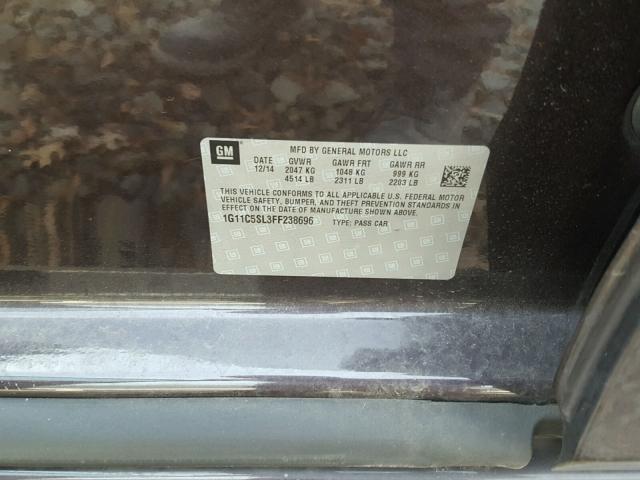 GM
MFD BY GENERAL MOTORS LLC
DATE GVWR GAWR FRT GAWR RR
12/14 2047 KG 1048 KG 999 KG
4514 LB 2311 LB 2203 LB
THIS VEHICLE CONFORMS TO ALL APPLICABLE U.S. FEDERAL MOTOR
VEHICLE SAFETY, BUMPER, AND THEFT PREVENTION STANDARDS IN
EFFECT ON THE DATE OF MANUFACTURE SHOWN ABOVE.
1G11C5SL3FF238696 TYPE: PASS CAR